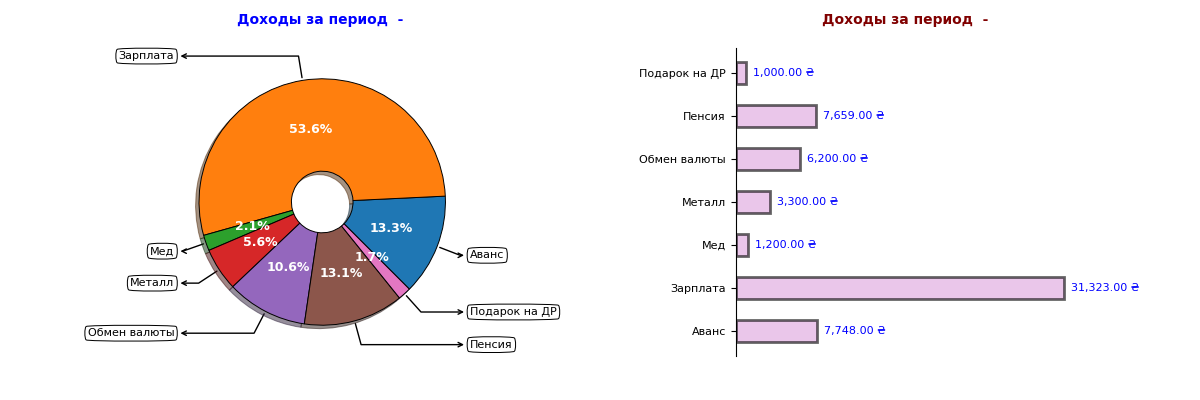 Доходы за период  -
Зарплата
53.6%
2.1%
5.6%
10.6%
13.1%
1.7%
13.3%
Мед
Металл
Обмен валюты
Аванс
Подарок на ДР
Пенсия
Доходы за период  -
Подарок на ДР 1,000.00 ₴
Пенсия 7,659.00 ₴
Обмен валюты 6,200.00 ₴
Металл 3,300.00 ₴
Мед 1,200.00 ₴
Зарплата 31,323.00 ₴
Аванс 7,748.00 ₴